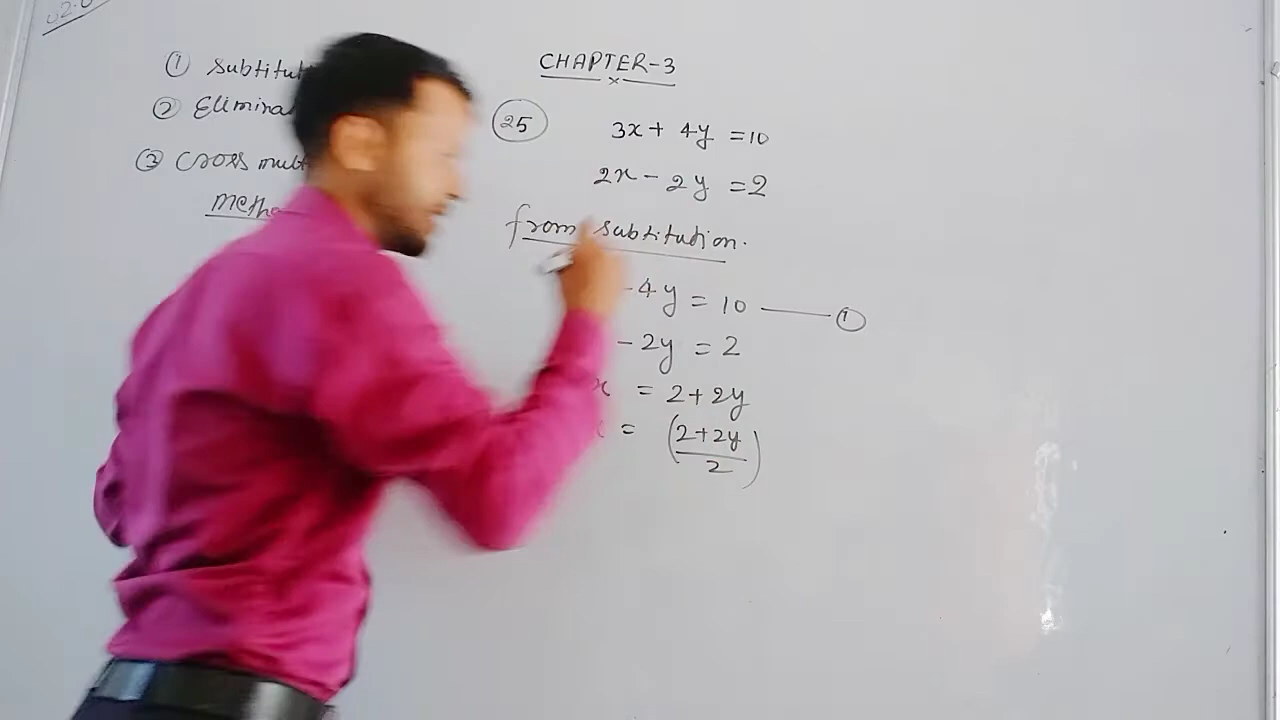 CHAPTER-3
① Subtitut
② Elimina
③ Cross mult
Metho
25
3x + 4y = 10
2x - 2y = 2
from substitution.
-4y = 10 —— ①
- 2y = 2
x = 2+2y
= (2+2y/2)